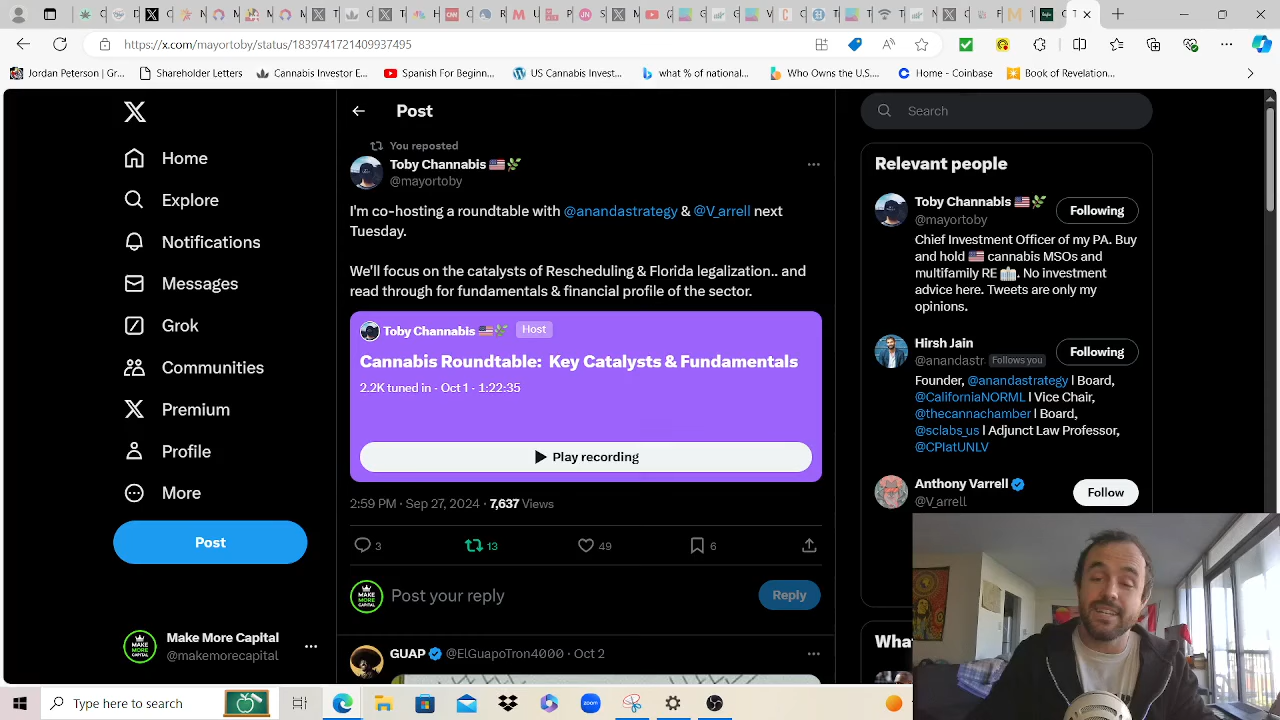 https://x.com/mayortoby/status/1839741721409937495
Jordan Peterson | Gr...
Shareholder Letters
Cannabis Investor E...
Spanish For Beginn...
US Cannabis Invest...
what % of national...
Who Owns the U.S....
Home - Coinbase
Book of Revelation...
Post
Search
Home
Explore
Notifications
Messages
Grok
Communities
Premium
Profile
More
Post
Make More Capital
@makemorecapital
You reposted
Toby Channabis
@mayortoby
I'm co-hosting a roundtable with @anandastrategy & @V_arrell next
Tuesday.
We'll focus on the catalysts of Rescheduling & Florida legalization.. and
read through for fundamentals & financial profile of the sector.
Toby Channabis Host
Cannabis Roundtable: Key Catalysts & Fundamentals
2.2K tuned in · Oct 1 · 1:22:35
Play recording
2:59 PM · Sep 27, 2024 · 7,637 Views
3 13 49 6
MAKE MORE CAPITAL
Post your reply
Reply
GUAP @ElGuapoTron4000 · Oct 2
Relevant people
Toby Channabis
@mayortoby
Following
Chief Investment Officer of my PA. Buy
and hold cannabis MSOs and
multifamily RE. No investment
advice here. Tweets are only my
opinions.
Hirsh Jain
@anandastr Follows you
Following
Founder, @anandastrategy | Board,
@CaliforniaNORML | Vice Chair,
@thecannachamber | Board,
@sclabs_us | Adjunct Law Professor,
@CPIatUNLV
Anthony Varrell
@V_arrell
Follow
Wha
Type here to search
zoom